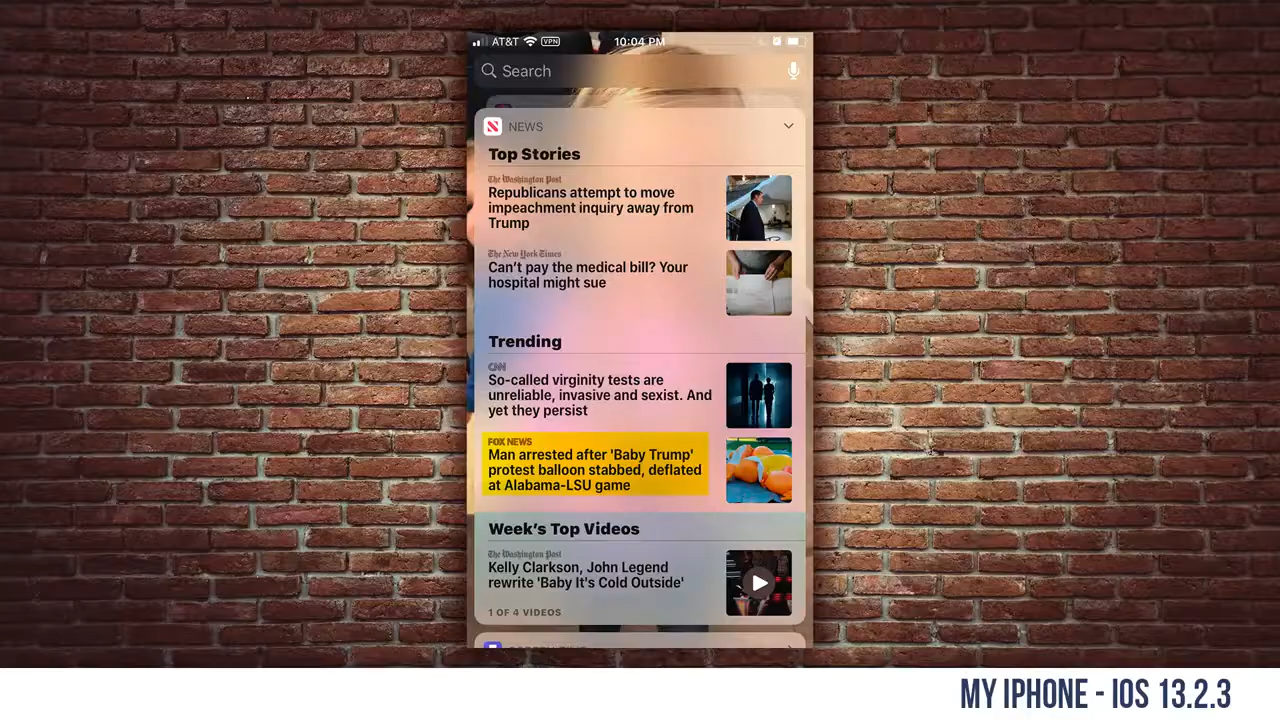 AT&T VPN 10:04 PM
Search
NEWS
Top Stories
The Washington Post
Republicans attempt to move
impeachment inquiry away from
Trump
The New York Times
Can't pay the medical bill? Your
hospital might sue
Trending
CNN
So-called virginity tests are
unreliable, invasive and sexist. And
yet they persist
FOX NEWS
Man arrested after 'Baby Trump'
protest balloon stabbed, deflated
at Alabama-LSU game
Week's Top Videos
The Washington Post
Kelly Clarkson, John Legend
rewrite 'Baby It's Cold Outside'
1 OF 4 VIDEOS
MY IPHONE - IOS 13.2.3